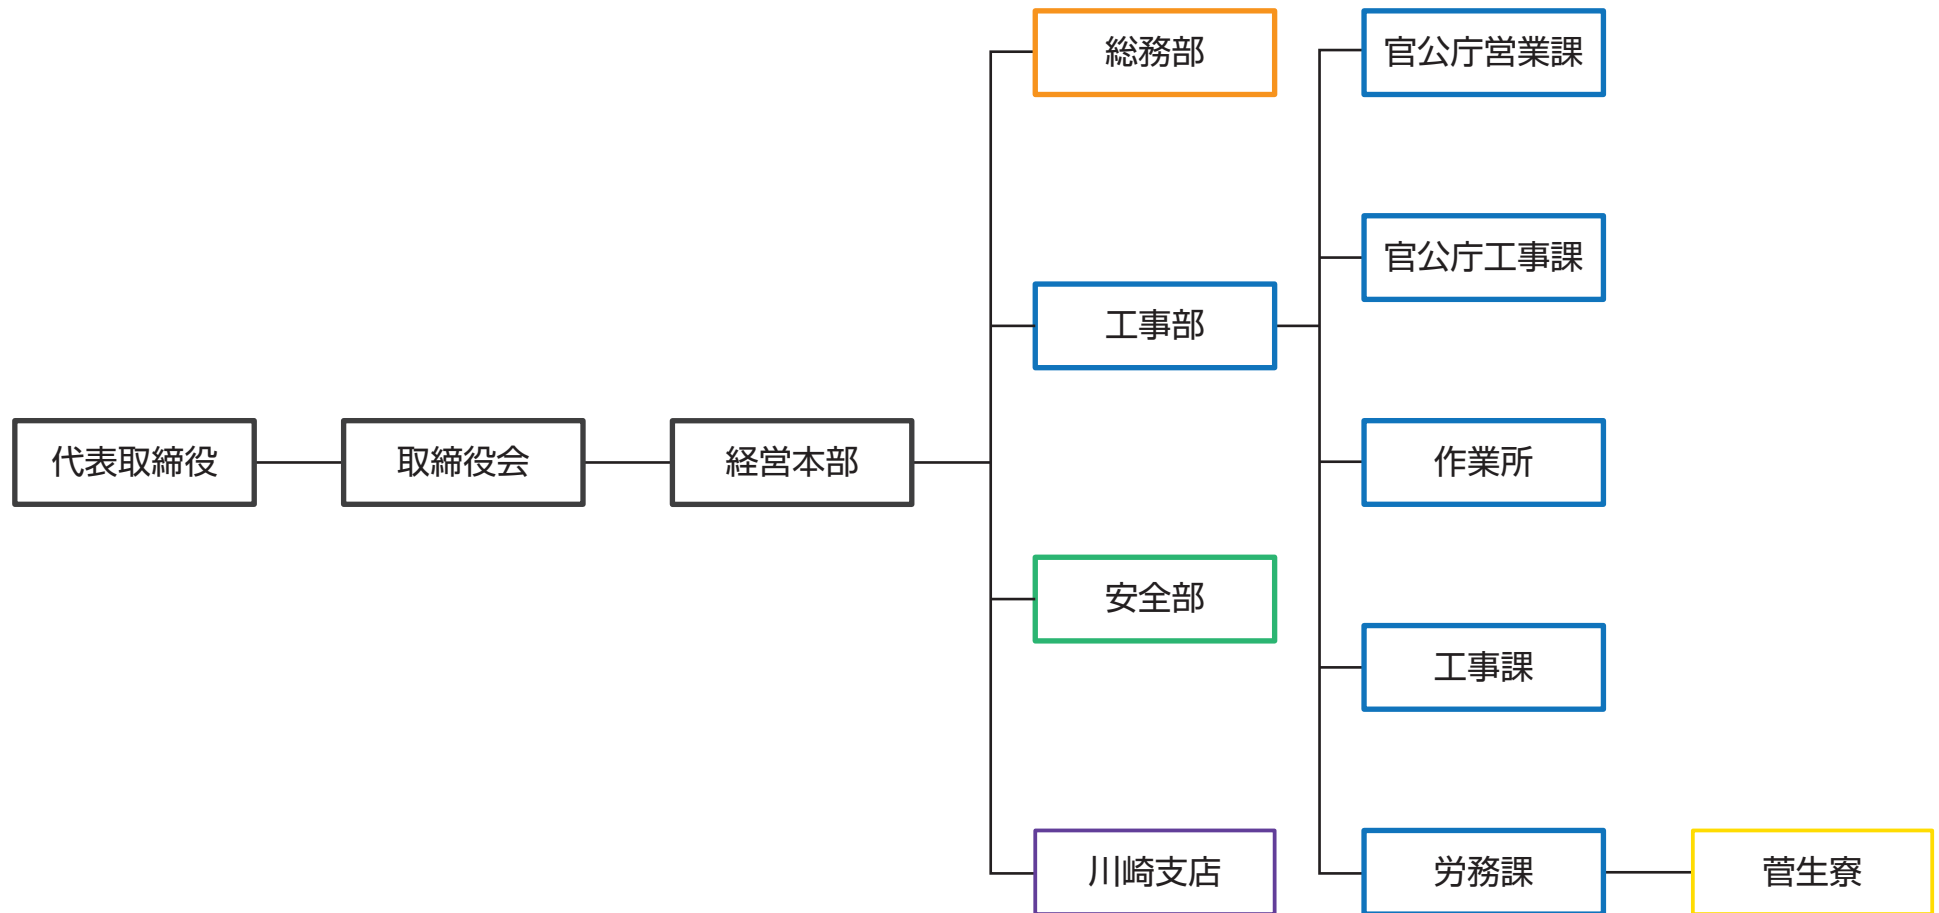 代表取締役
取締役会
経営本部
総務部
工事部
安全部
川崎支店
官公庁営業課
官公庁工事課
作業所
工事課
労務課
菅生寮